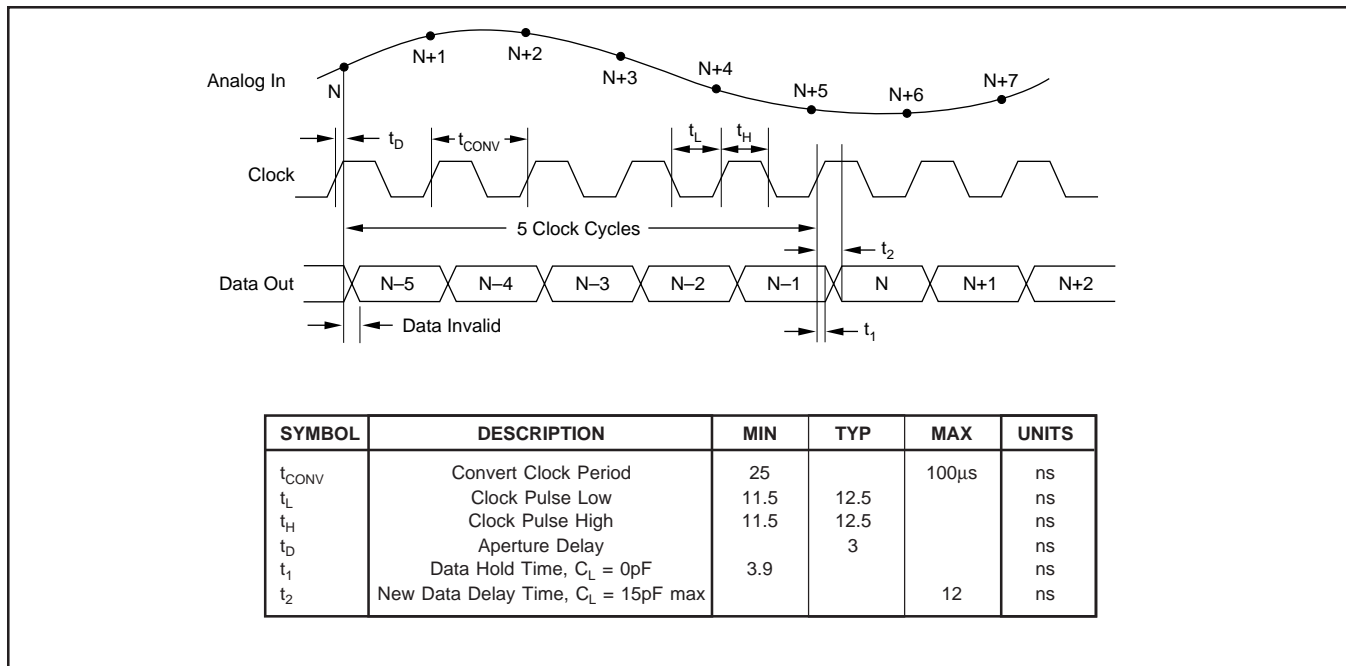 N+1
N+2
N+3
N+4
N+5
N+6
N+7
Analog In
N
tD
tCONV
tL
tH
Clock
5 Clock Cycles
t2
Data Out
N–5
N–4
N–3
N–2
N–1
N
N+1
N+2
Data Invalid
t1
SYMBOL DESCRIPTION MIN TYP MAX UNITS
tCONV Convert Clock Period 25 100µs ns
tL Clock Pulse Low 11.5 12.5 ns
tH Clock Pulse High 11.5 12.5 ns
tD Aperture Delay 3 ns
t1 Data Hold Time, CL = 0pF 3.9 ns
t2 New Data Delay Time, CL = 15pF max 12 ns